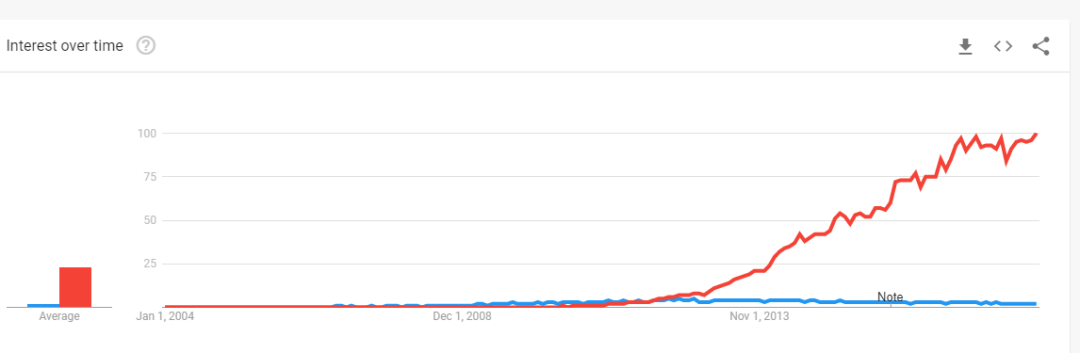 Interest over time
100
75
50
25
Note
Average
Jan 1, 2004
Dec 1, 2008
Nov 1, 2013